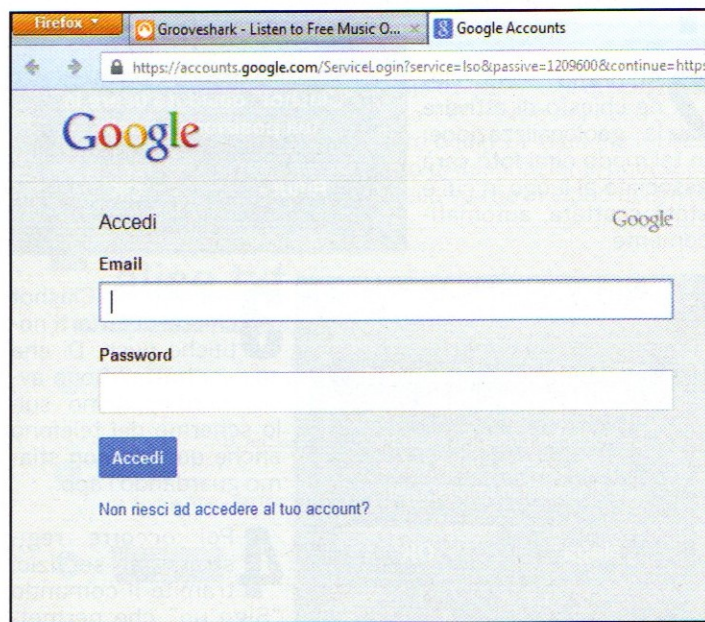 Firefox
Grooveshark - Listen to Free Music O... ×
Google Accounts
https://accounts.google.com/ServiceLogin?service=lso&passive=1209600&continue=https
Google
Accedi
Google
Email
Password
Accedi
Non riesci ad accedere al tuo account?